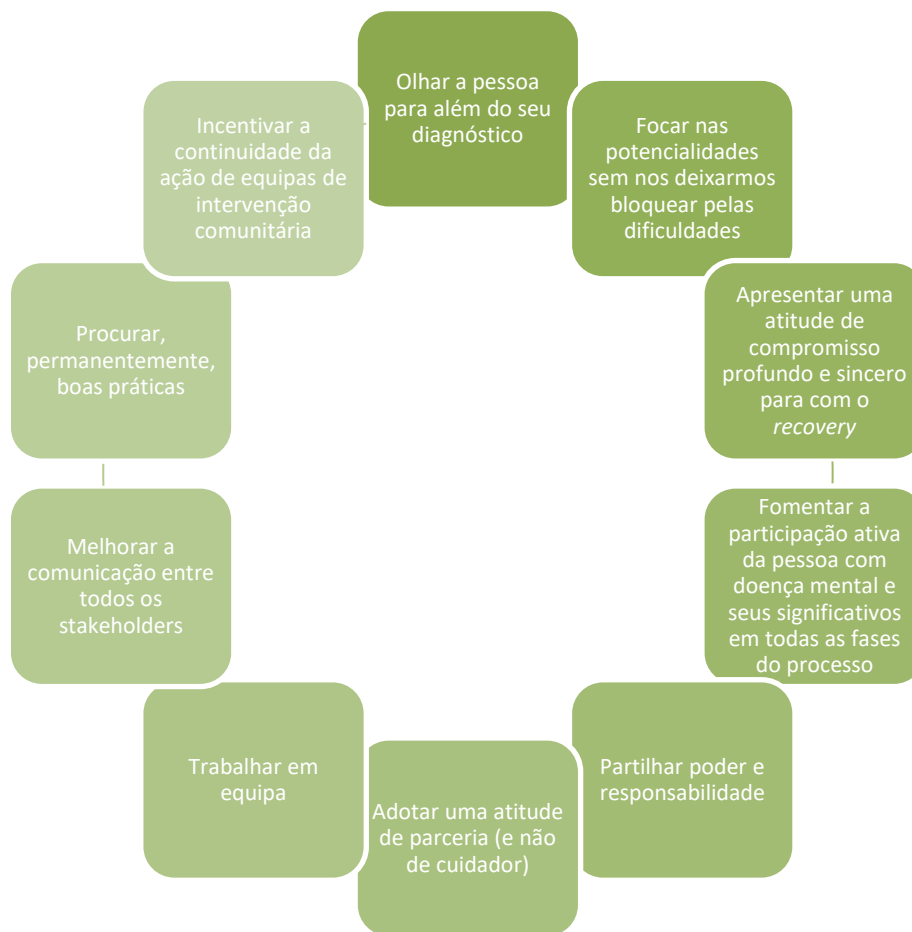 Olhar a pessoa
para além do seu
diagnóstico
Focar nas
potencialidades
sem nos deixarmos
bloquear pelas
dificuldades
Apresentar uma
atitude de
compromisso
profundo e sincero
para com o
recovery
Fomentar a
participação ativa
da pessoa com
doença mental e
seus significativos
em todas as fases
do processo
Partilhar poder e
responsabilidade
Adotar uma atitude
de parceria (e não
de cuidador)
Trabalhar em
equipa
Melhorar a
comunicação entre
todos os
stakeholders
Procurar,
permanentemente,
boas práticas
Incentivar a
continuidade da
ação de equipas de
intervenção
comunitária